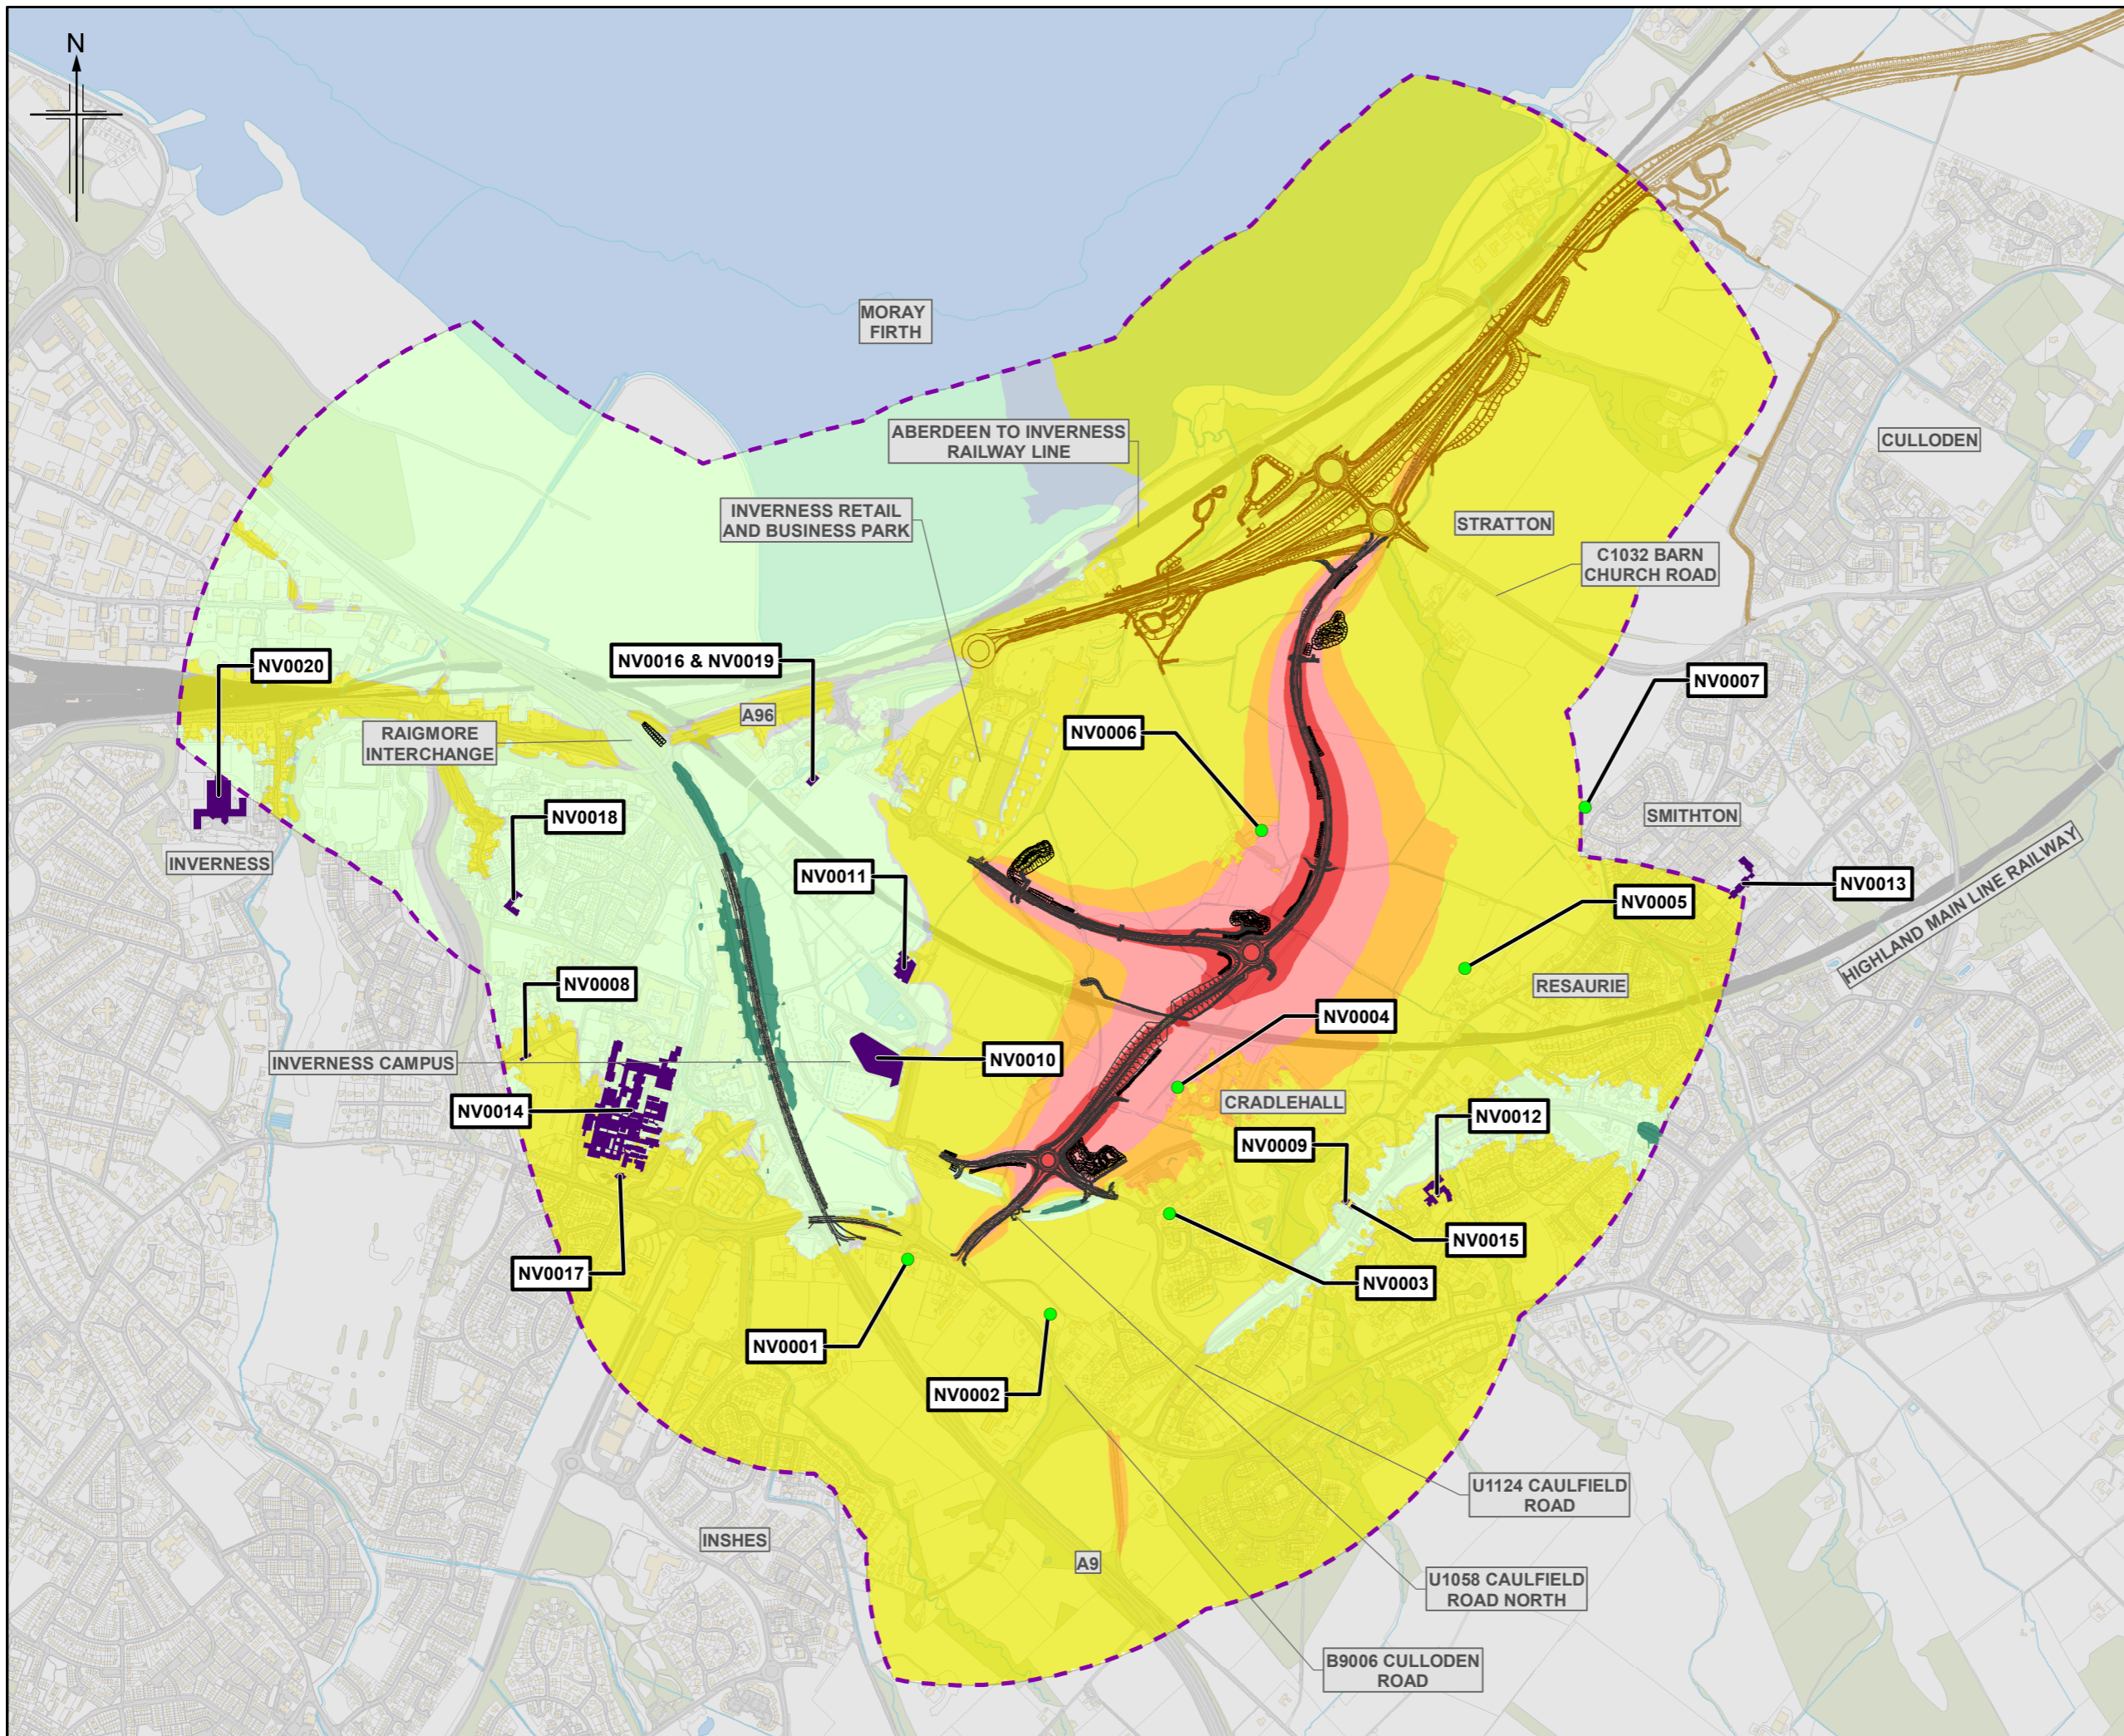 N
MORAY
FIRTH
ABERDEEN TO INVERNESS
RAILWAY LINE
CULLODEN
INVERNESS RETAIL
AND BUSINESS PARK
STRATTON
C1032 BARN
CHURCH ROAD
NV0020
NV0016 & NV0019
NV0007
A96
RAIGMORE
INTERCHANGE
NV0006
NV0018
SMITHTON
INVERNESS
NV0011
NV0013
HIGHLAND MAIN LINE RAILWAY
NV0005
NV0008
RESAURIE
NV0004
INVERNESS CAMPUS
NV0010
NV0014
CRADLEHALL
NV0012
NV0009
NV0015
NV0017
NV0003
NV0001
NV0002
U1124 CAULFIELD
ROAD
INSHES
A9
U1058 CAULFIELD
ROAD NORTH
B9006 CULLODEN
ROAD